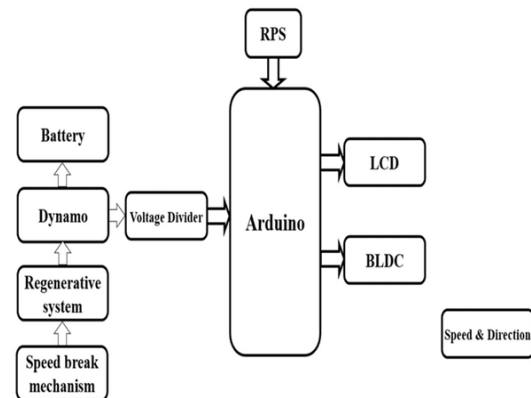 RPS
Battery
LCD
Dynamo
Voltage Divider
Arduino
BLDC
Regenerative
system
Speed & Direction
Speed break
mechanism